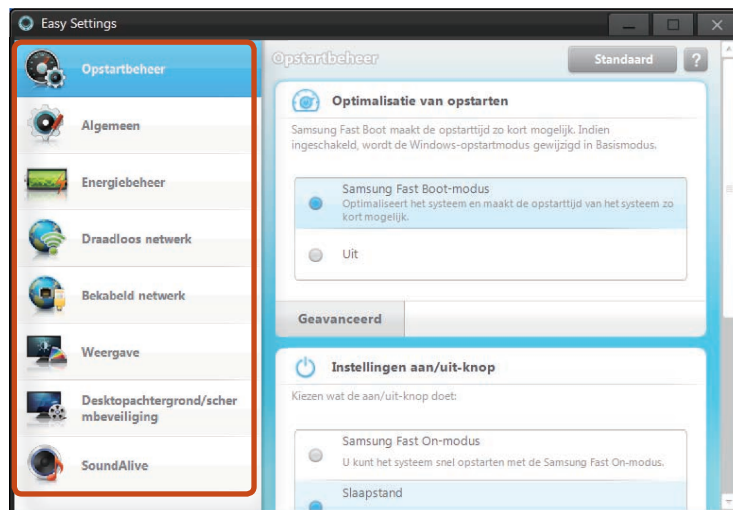 Easy Settings
Opstartbeheer
Algemeen
Energiebeheer
Draadloos netwerk
Bekabeld netwerk
Weergave
Desktopachtergrond/scher
mbeveiliging
SoundAlive
Opstartbeheer
Standaard
?
Optimalisatie van opstarten
Samsung Fast Boot maakt de opstarttijd zo kort mogelijk. Indien
ingeschakeld, wordt de Windows-opstartmodus gewijzigd in Basismodus.
Samsung Fast Boot-modus
Optimaliseert het systeem en maakt de opstarttijd van het systeem zo
kort mogelijk.
Uit
Geavanceerd
Instellingen aan/uit-knop
Kiezen wat de aan/uit-knop doet:
Samsung Fast On-modus
U kunt het systeem snel opstarten met de Samsung Fast On-modus.
Slaapstand